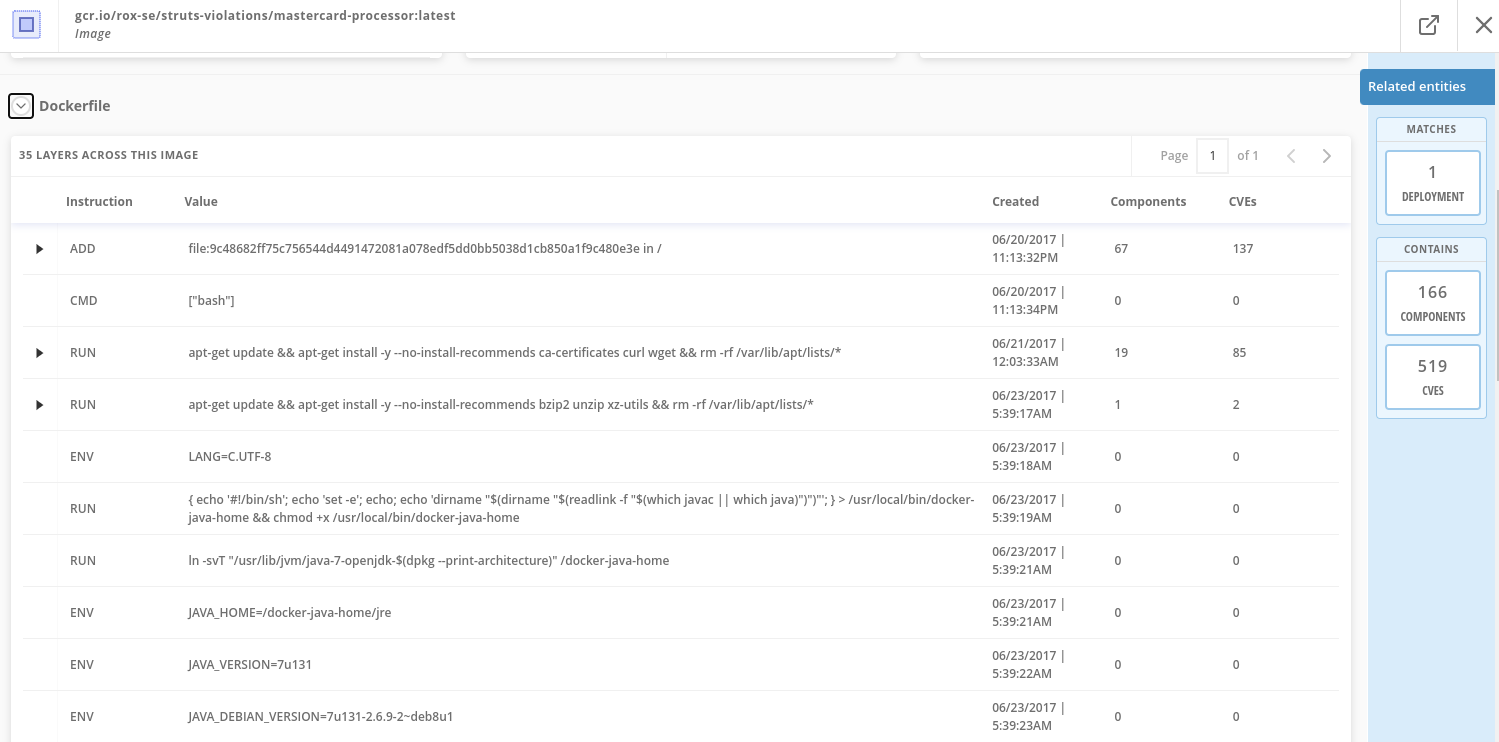 gcr.io/rox-se/struts-violations/mastercard-processor:latest
Image
Dockerfile
Related entities
35 LAYERS ACROSS THIS IMAGE
Page 1 of 1
Instruction Value Created Components CVEs
ADD file:9c48682ff75c756544d4491472081a078edf5dd0bb5038d1cb850a1f9c480e3e in / 06/20/2017 | 67 137
11:13:32PM
CMD ["bash"] 06/20/2017 | 0 0
11:13:34PM
RUN apt-get update && apt-get install -y --no-install-recommends ca-certificates curl wget && rm -rf /var/lib/apt/lists/* 06/21/2017 | 19 85
12:03:33AM
RUN apt-get update && apt-get install -y --no-install-recommends bzip2 unzip xz-utils && rm -rf /var/lib/apt/lists/* 06/23/2017 | 1 2
5:39:17AM
ENV LANG=C.UTF-8 06/23/2017 | 0 0
5:39:18AM
RUN { echo '#!/bin/sh'; echo 'set -e'; echo; echo 'dirname "$(dirname "$(readlink -f "$(which javac || which java)")")"'; } > /usr/local/bin/docker- 06/23/2017 | 0 0
java-home && chmod +x /usr/local/bin/docker-java-home 5:39:19AM
RUN ln -svT "/usr/lib/jvm/java-7-openjdk-$(dpkg --print-architecture)" /docker-java-home 06/23/2017 | 0 0
5:39:21AM
ENV JAVA_HOME=/docker-java-home/jre 06/23/2017 | 0 0
5:39:21AM
ENV JAVA_VERSION=7u131 06/23/2017 | 0 0
5:39:22AM
ENV JAVA_DEBIAN_VERSION=7u131-2.6.9-2~deb8u1 06/23/2017 | 0 0
5:39:23AM
MATCHES
1
DEPLOYMENT
CONTAINS
166
COMPONENTS
519
CVES